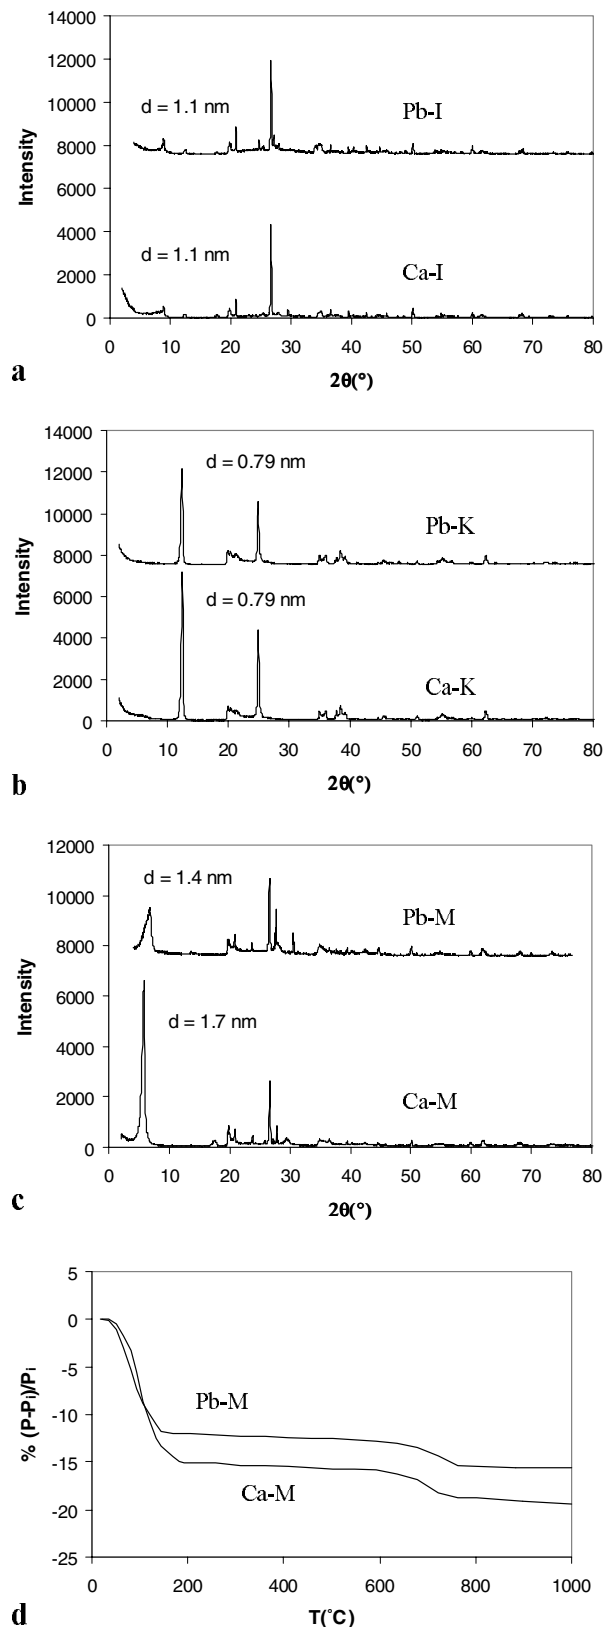 14000
12000
10000
8000
6000
4000
2000
0
Intensity
d = 1.1 nm
Pb-I
d = 1.1 nm
Ca-I
0 10 20 30 40 50 60 70 80
2θ(°)
a
14000
12000
10000
8000
6000
4000
2000
0
Intensity
d = 0.79 nm
Pb-K
d = 0.79 nm
Ca-K
0 10 20 30 40 50 60 70 80
2θ(°)
b
12000
10000
8000
6000
4000
2000
0
Intensity
d = 1.4 nm
Pb-M
d = 1.7 nm
Ca-M
0 10 20 30 40 50 60 70 80
2θ(°)
c
5
0
-5
-10
-15
-20
-25
% (P-Pi)/Pi
Pb-M
Ca-M
0 200 400 600 800 1000
T(°C)
d